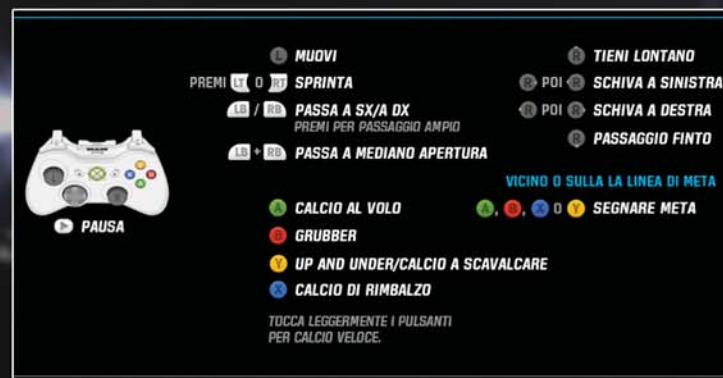 L MUOVI
PREMI LT O RT SPRINTA
LB / RB PASSA A SX/A DX
PREMI PER PASSAGGIO AMPIO
LB + RB PASSA A MEDIANO APERTURA
PAUSA
A CALCIO AL VOLO
B GRUBBER
Y UP AND UNDER/CALCIO A SCAVALCARE
X CALCIO DI RIMBALZO
TOCCA LEGGERMENTE I PULSANTI
PER CALCIO VELOCE.
R TIENI LONTANO
R POI R SCHIVA A SINISTRA
R POI R SCHIVA A DESTRA
R PASSAGGIO FINTO
VICINO O SULLA LA LINEA DI META
A, B, X O Y SEGNARE META